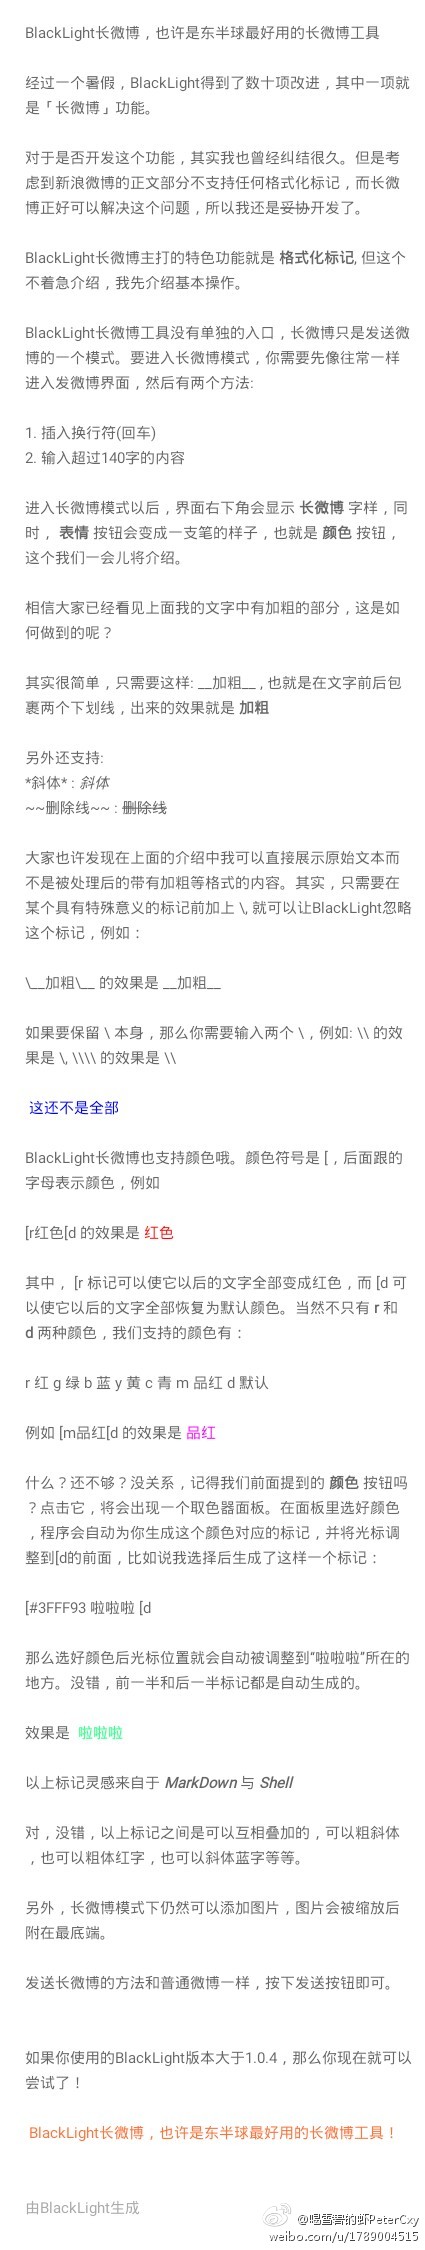 BlackLight长微博，也许是东半球最好用的长微博工具
经过一个暑假，BlackLight得到了数十项改进，其中一项就
是「长微博」功能。
对于是否开发这个功能，其实我也曾经纠结很久。但是考
虑到新浪微博的正文部分不支持任何格式化标记，而长微
博正好可以解决这个问题，所以我还是妥协开发了。
BlackLight长微博主打的特色功能就是 格式化标记, 但这个
不着急介绍，我先介绍基本操作。
BlackLight长微博工具没有单独的入口，长微博只是发送微
博的一个模式。要进入长微博模式，你需要先像往常一样
进入发微博界面，然后有两个方法:
1. 插入换行符(回车)
2. 输入超过140字的内容
进入长微博模式以后，界面右下角会显示 长微博 字样，同
时， 表情 按钮会变成一支笔的样子，也就是 颜色 按钮，
这个我们一会儿将介绍。
相信大家已经看见上面我的文字中有加粗的部分，这是如
何做到的呢？
其实很简单，只需要这样: __加粗__ , 也就是在文字前后包
裹两个下划线，出来的效果就是 加粗
另外还支持:
*斜体* : 斜体
~~删除线~~ : 删除线
大家也许发现在上面的介绍中我可以直接展示原始文本而
不是被处理后的带有加粗等格式的内容。其实，只需要在
某个具有特殊意义的标记前加上 \, 就可以让BlackLight忽略
这个标记，例如：
\__加粗\__ 的效果是 __加粗__
如果要保留 \ 本身，那么你需要输入两个 \，例如: \\ 的效
果是 \, \\\\ 的效果是 \\
这还不是全部
BlackLight长微博也支持颜色哦。颜色符号是 [，后面跟的
字母表示颜色，例如
[r红色[d 的效果是 红色
其中， [r 标记可以使它以后的文字全部变成红色，而 [d 可
以使它以后的文字全部恢复为默认颜色。当然不只有 r 和
d 两种颜色，我们支持的颜色有：
r 红 g 绿 b 蓝 y 黄 c 青 m 品红 d 默认
例如 [m品红[d 的效果是 品红
什么？还不够？没关系，记得我们前面提到的 颜色 按钮吗
？点击它，将会出现一个取色器面板。在面板里选好颜色
，程序会自动为你生成这个颜色对应的标记，并将光标调
整到[d的前面，比如说我选择后生成了这样一个标记：
[#3FFF93 啦啦啦 [d
那么选好颜色后光标位置就会自动被调整到“啦啦啦”所在的
地方。没错，前一半和后一半标记都是自动生成的。
效果是 啦啦啦
以上标记灵感来自于 MarkDown 与 Shell
对，没错，以上标记之间是可以互相叠加的，可以粗斜体
，也可以粗体红字，也可以斜体蓝字等等。
另外，长微博模式下仍然可以添加图片，图片会被缩放后
附在最底端。
发送长微博的方法和普通微博一样，按下发送按钮即可。
如果你使用的BlackLight版本大于1.0.4，那么你现在就可以
尝试了！
BlackLight长微博，也许是东半球最好用的长微博工具！
由BlackLight生成
@喝雪碧的虾PeterCxy
weibo.com/u/1789004515